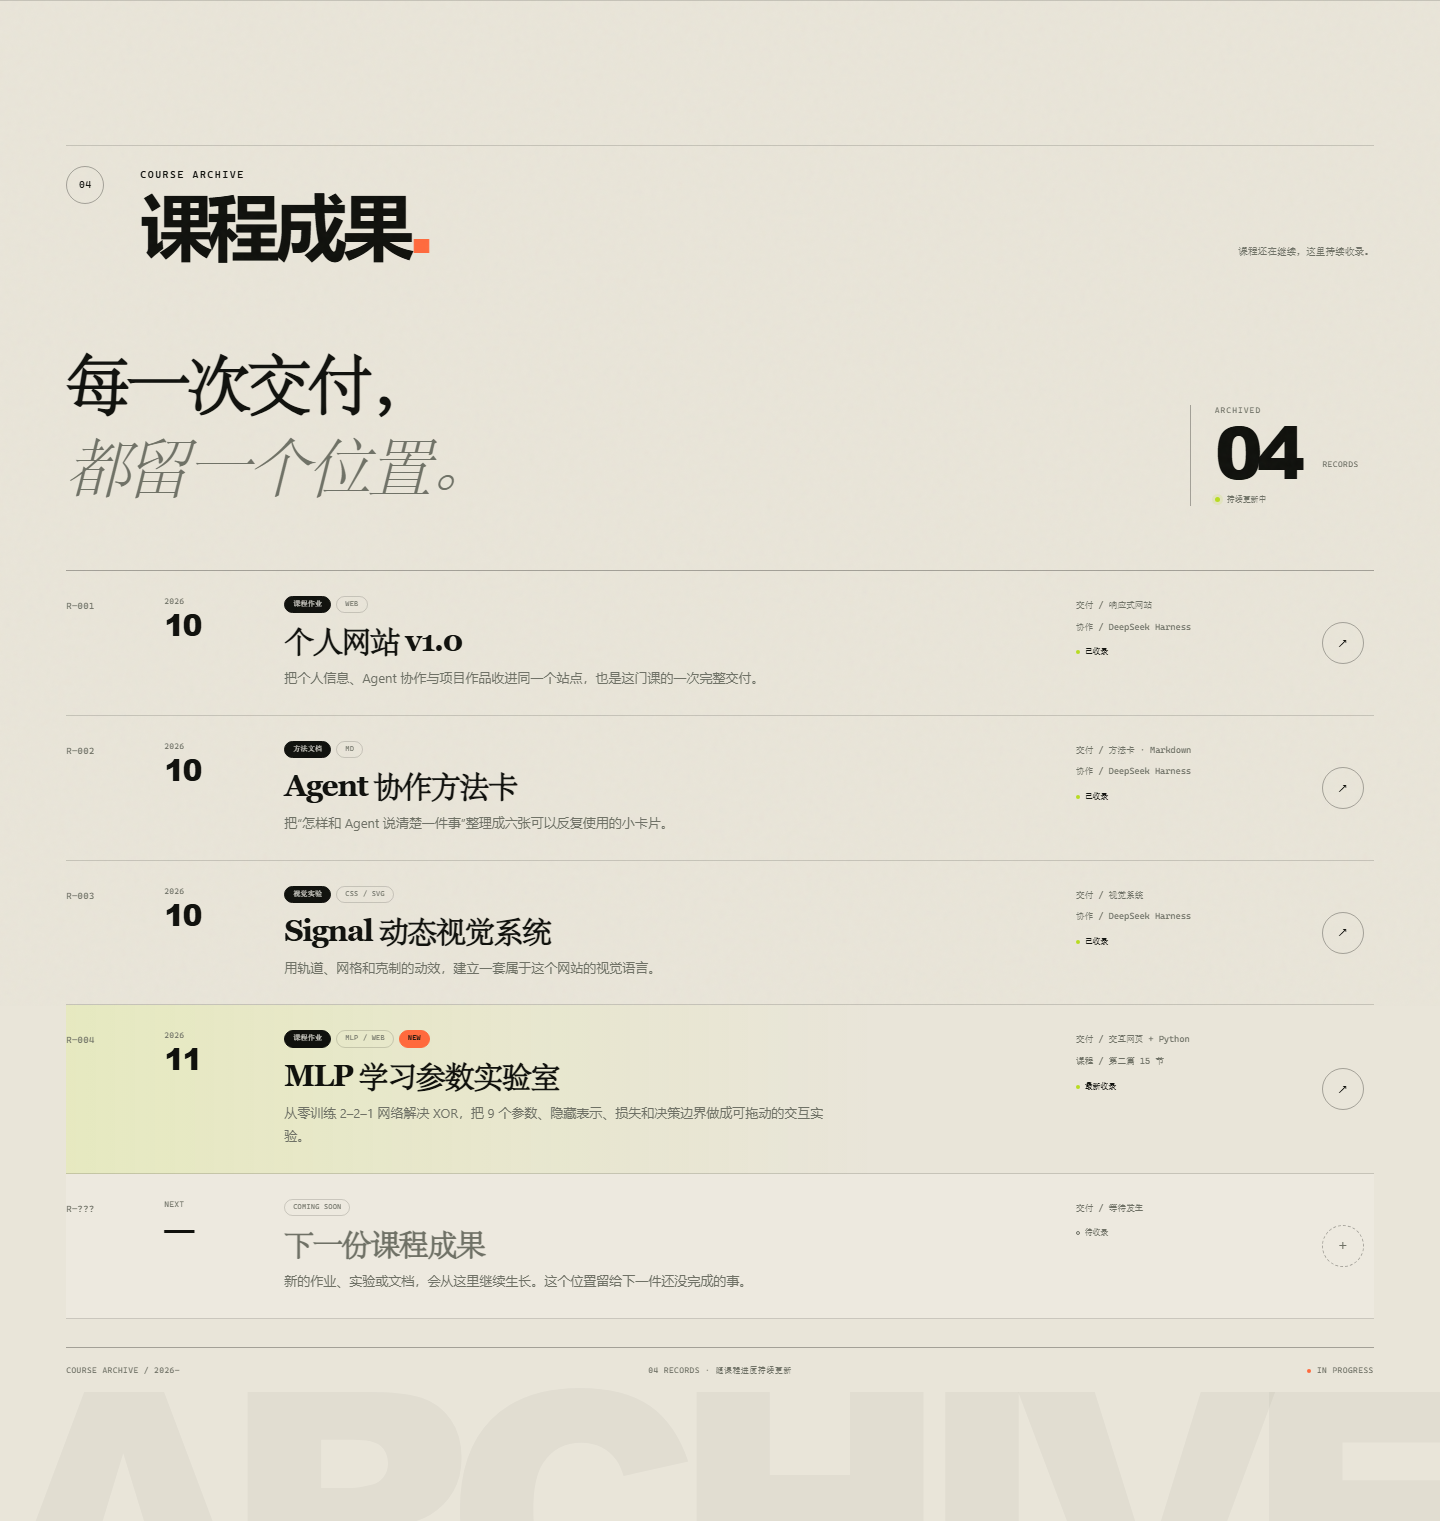 04
COURSE ARCHIVE
课程成果.
课程还在继续，这里持续收录。
每一次交付，
都留一个位置。
ARCHIVED
04 RECORDS
持续更新中
R—001
2026
10
课程作业 WEB
个人网站 v1.0
把个人信息、Agent 协作与项目作品收进同一个站点，也是这门课的一次完整交付。
交付 / 响应式网站
协作 / DeepSeek Harness
已收录
↗
R—002
2026
10
方法文档 MD
Agent 协作方法卡
把“怎样和 Agent 说清楚一件事”整理成六张可以反复使用的小卡片。
交付 / 方法卡 · Markdown
协作 / DeepSeek Harness
已收录
↗
R—003
2026
10
视觉实验 CSS / SVG
Signal 动态视觉系统
用轨道、网格和克制的动效，建立一套属于这个网站的视觉语言。
交付 / 视觉系统
协作 / DeepSeek Harness
已收录
↗
R—004
2026
11
课程作业 MLP / WEB NEW
MLP 学习参数实验室
从零训练 2–2–1 网络解决 XOR，把 9 个参数、隐藏表示、损失和决策边界做成可拖动的交互实
验。
交付 / 交互网页 + Python
课程 / 第二篇 15 节
最新收录
↗
R—???
NEXT
—
COMING SOON
下一份课程成果
新的作业、实验或文档，会从这里继续生长。这个位置留给下一件还没完成的事。
交付 / 等待发生
待收录
+
COURSE ARCHIVE / 2026—
04 RECORDS · 随课程进度持续更新
IN PROGRESS
ARCHIVE